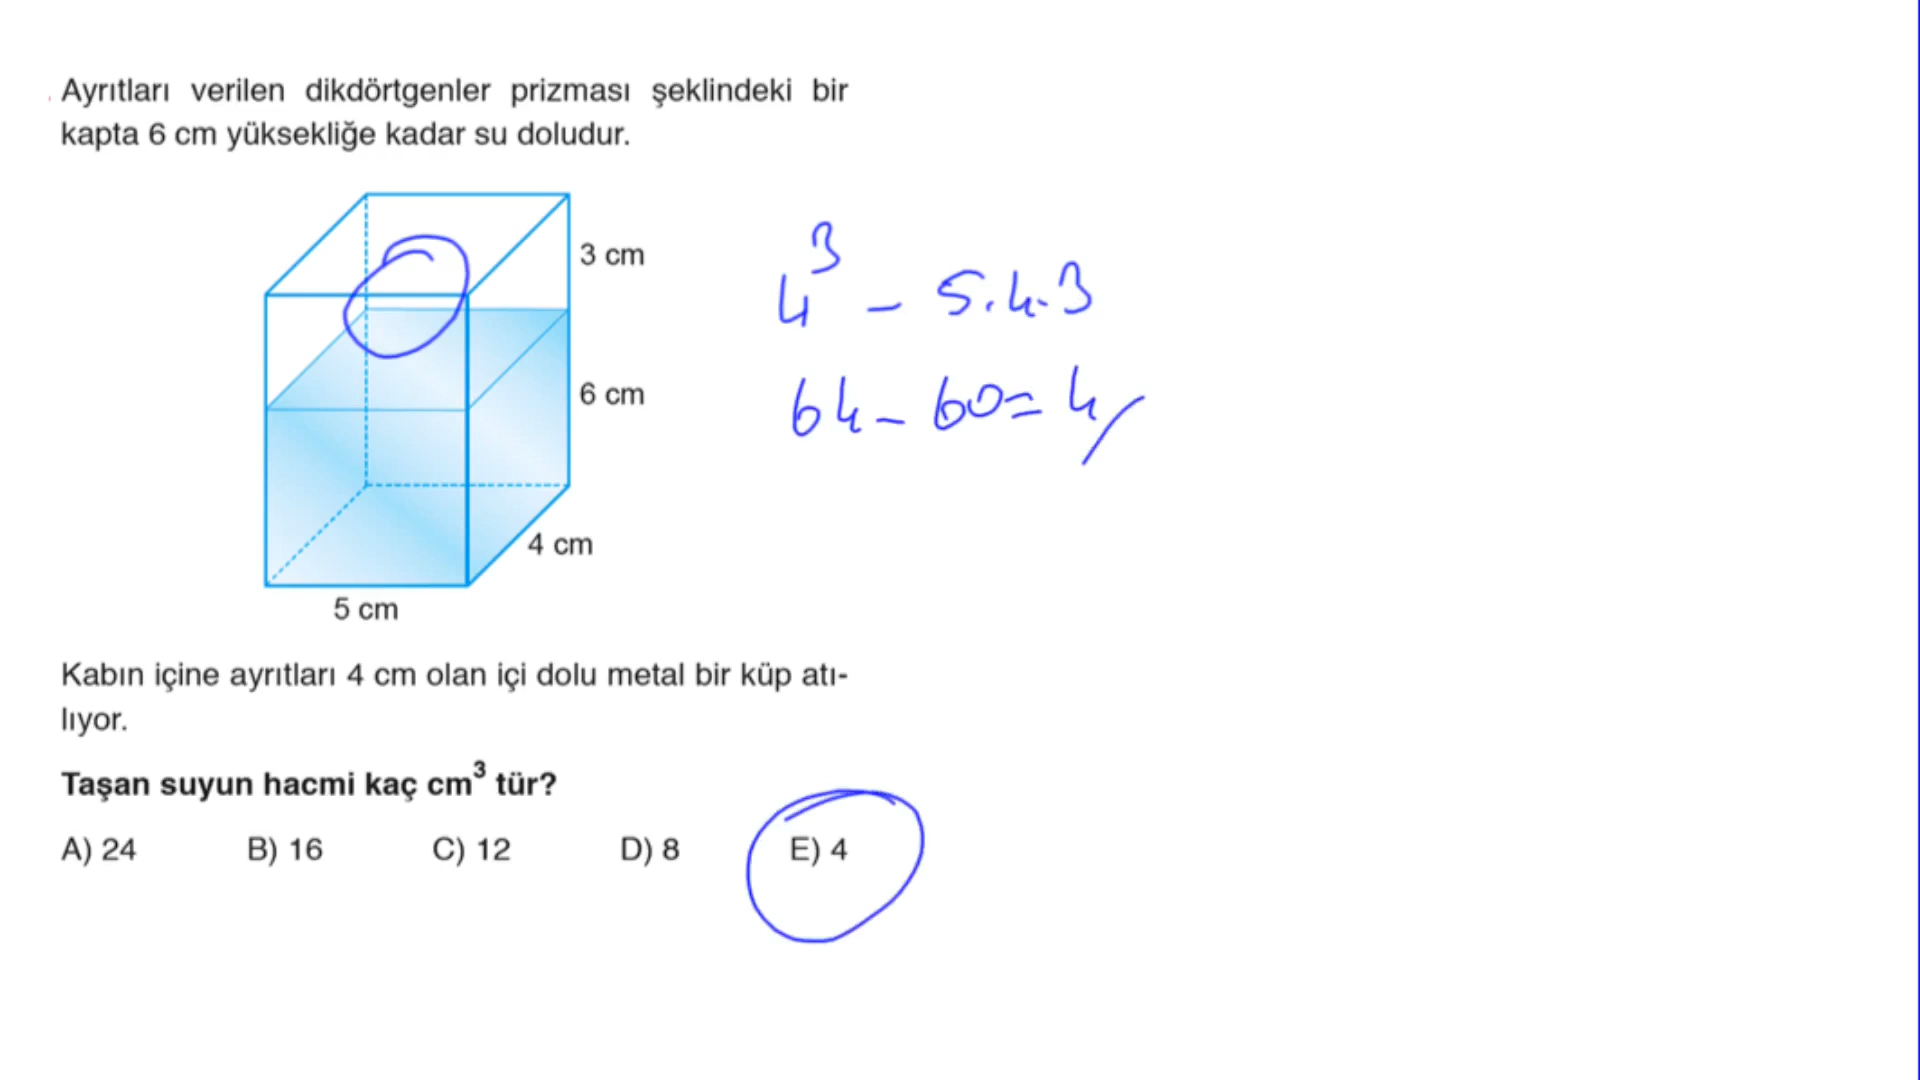 Ayrıtları verilen dikdörtgenler prizması şeklindeki bir
kapta 6 cm yüksekliğe kadar su doludur.
3 cm
6 cm
4 cm
5 cm
4³ - 5.4.3
64 - 60 = 4
Kabın içine ayrıtları 4 cm olan içi dolu metal bir küp atı-
lıyor.
Taşan suyun hacmi kaç cm³ tür?
A) 24 B) 16 C) 12 D) 8 E) 4